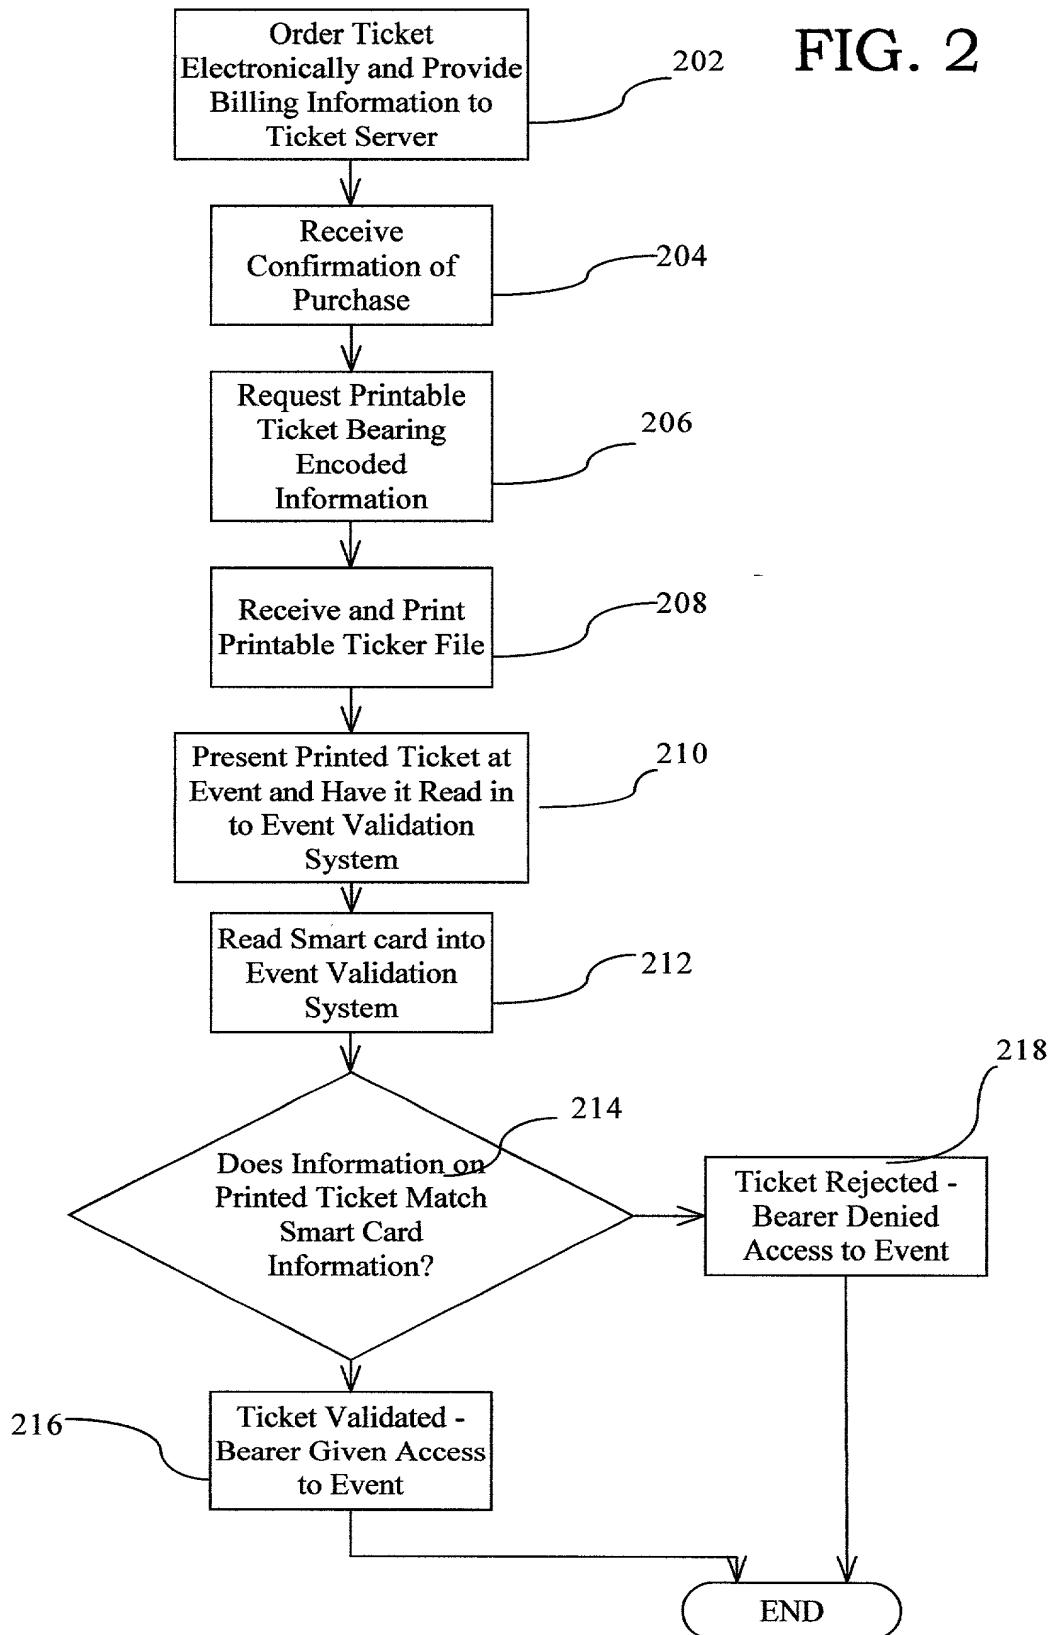 FIG. 2
Order Ticket
Electronically and Provide
Billing Information to
Ticket Server
202
Receive
Confirmation of
Purchase
204
Request Printable
Ticket Bearing
Encoded
Information
206
Receive and Print
Printable Ticker File
208
Present Printed Ticket at
Event and Have it Read in
to Event Validation
System
210
Read Smart card into
Event Validation
System
212
Does Information on
Printed Ticket Match
Smart Card
Information?
214
Ticket Rejected -
Bearer Denied
Access to Event
218
Ticket Validated -
Bearer Given Access
to Event
216
END